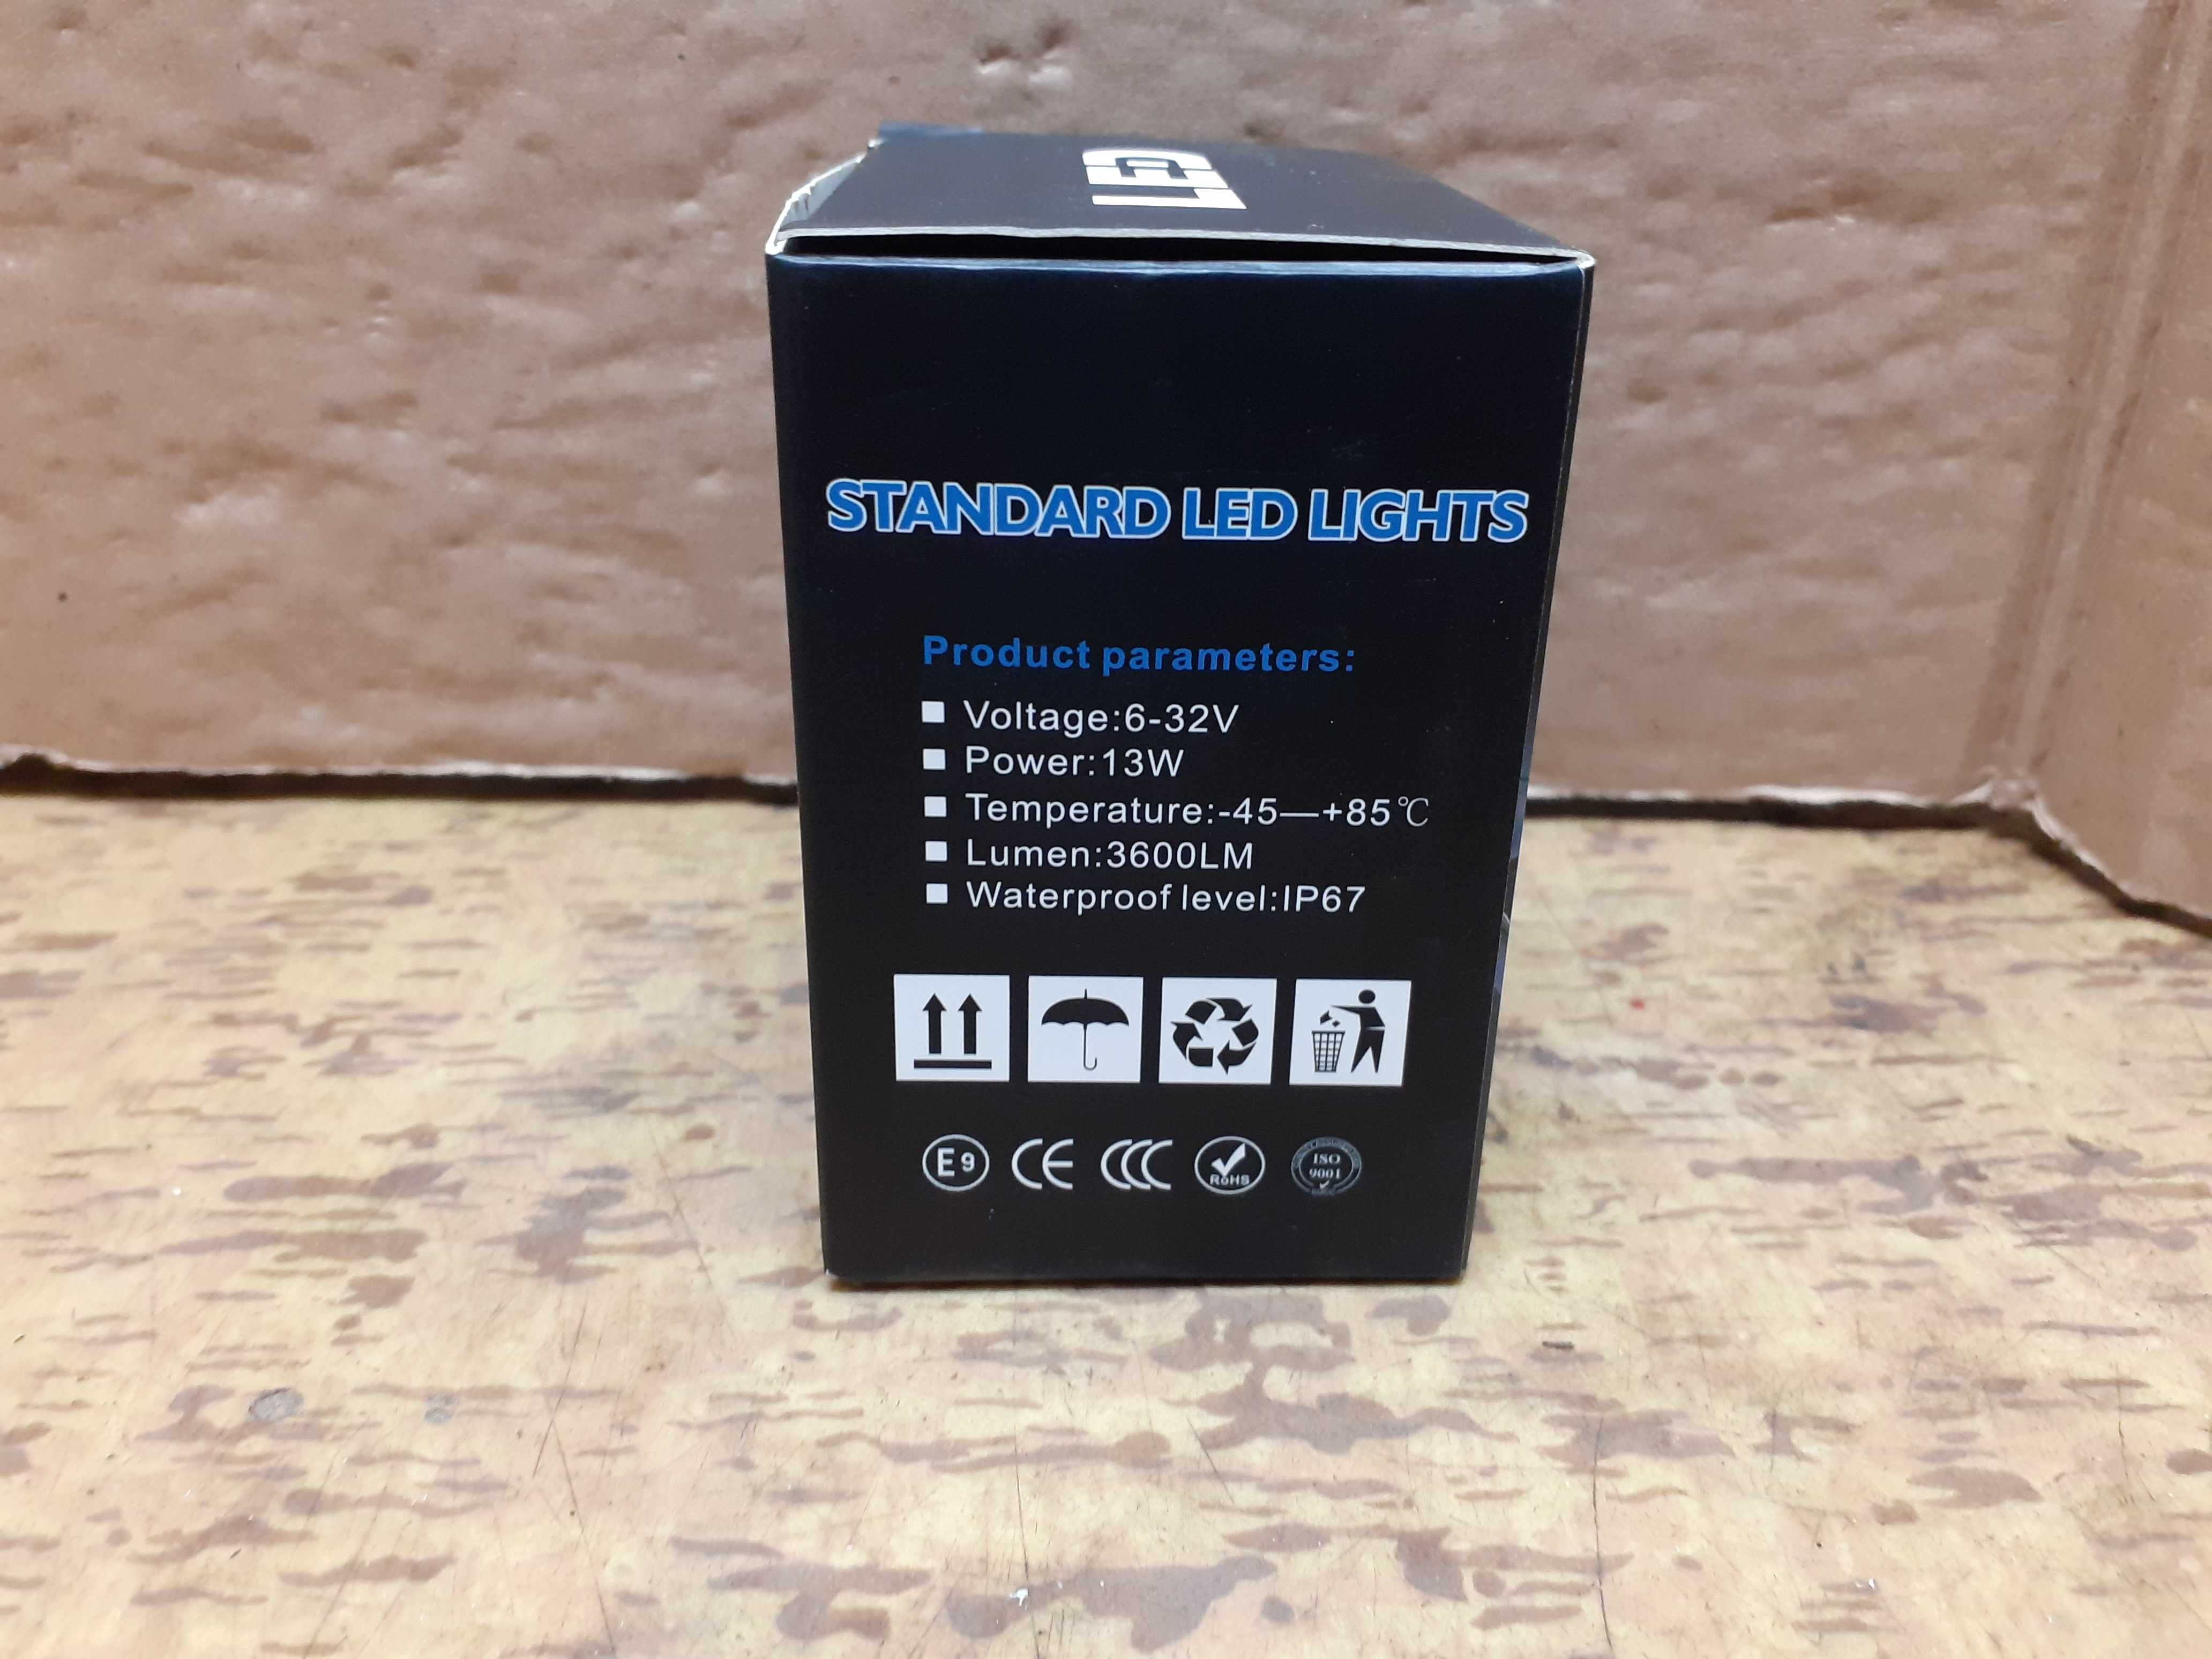 LED
STANDARD LED LIGHTS
Product parameters:
Voltage:6-32V
Power:13W
Temperature:-45—+85℃
Lumen:3600LM
Waterproof level:IP67
E9 CE CCC RoHS ISO
9001